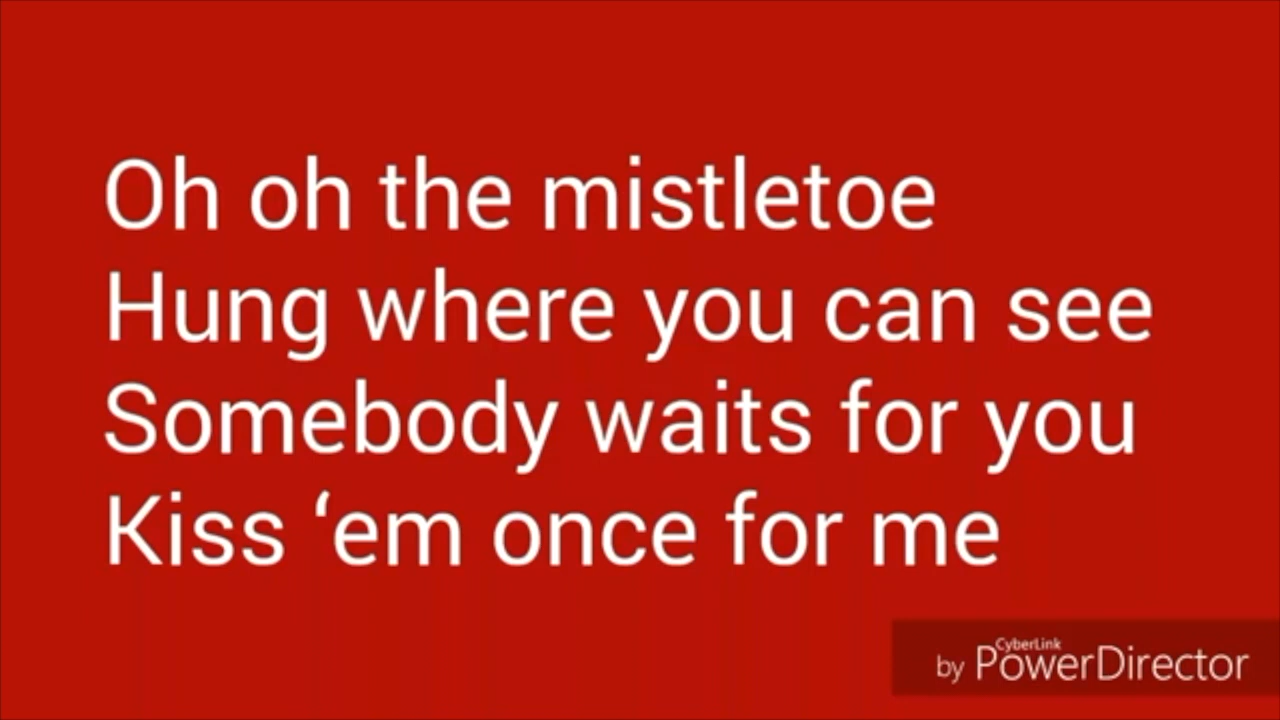 Oh oh the mistletoe
Hung where you can see
Somebody waits for you
Kiss ‘em once for me
CyberLink
by PowerDirector